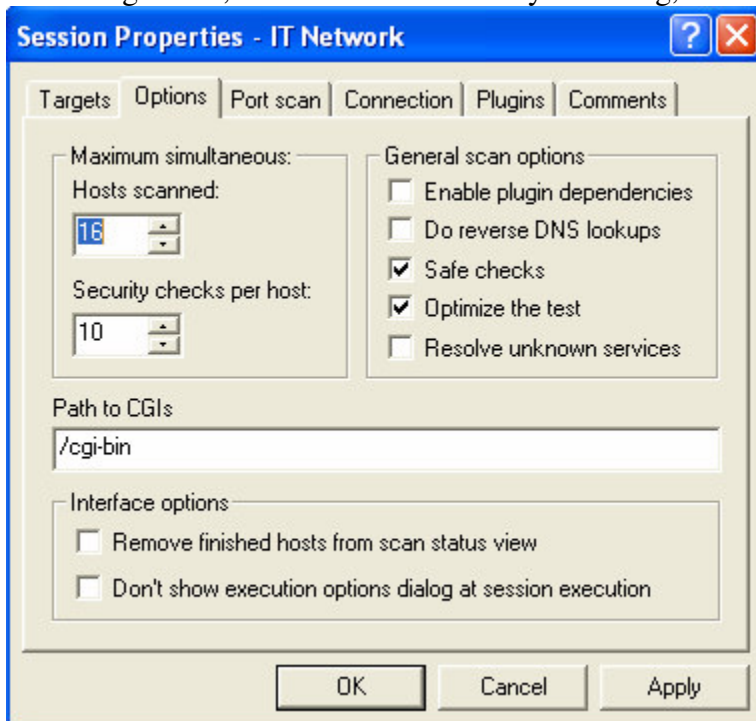 Session Properties - IT Network
Targets Options Port scan Connection Plugins Comments
Maximum simultaneous:
Hosts scanned:
16
Security checks per host:
10
General scan options
Enable plugin dependencies
Do reverse DNS lookups
Safe checks
Optimize the test
Resolve unknown services
Path to CGIs
/cgi-bin
Interface options
Remove finished hosts from scan status view
Don't show execution options dialog at session execution
OK Cancel Apply